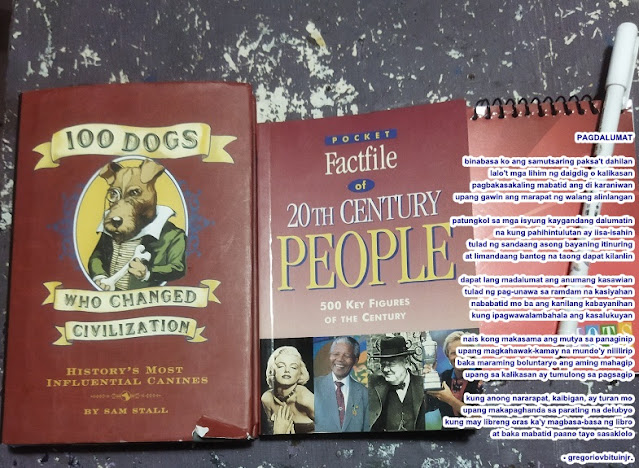 100 DOGS
WHO CHANGED
CIVILIZATION
HISTORY'S MOST
INFLUENTIAL CANINES
BY SAM STALL
POCKET
Factfile
of
20TH CENTURY
PEOPLE
500 KEY FIGURES
OF THE CENTURY
PAGDALUMAT
binabasa ko ang samutsaring paksa't dahilan
lalo't mga lihim ng daigdig o kalikasan
pagbakasakaling mabatid ang di karaniwan
upang gawin ang marapat ng walang alinlangan
patungkol sa mga isyung kaygandang dalumatin
na kung pahihintulutan ay iisa-isahin
tulad ng sandaang asong bayaning itinuring
at limandaang bantog na taong dapat kilanlin
dapat lang madalumat ang anumang kasawian
tulad ng pag-unawa sa ramdam na kasiyahan
nababatid mo ba ang kanilang kabayanihan
kung ipagwawalambahala ang kasalukuyan
nais kong makasama ang mutya sa panaginip
upang magkahawak-kamay na mundo'y nililirip
baka maraming boluntaryong aming mahagip
upang sa kalikasan ay tumulong sa pagsagip
kung anong nararapat, kaibigan, ay turan mo
upang makapaghanda sa parating na delubyo
kung may libreng oras ka'y magbasa-basa ng libro
at baka mabatid paano tayo sasaklolo
- gregoriovbituinjr.